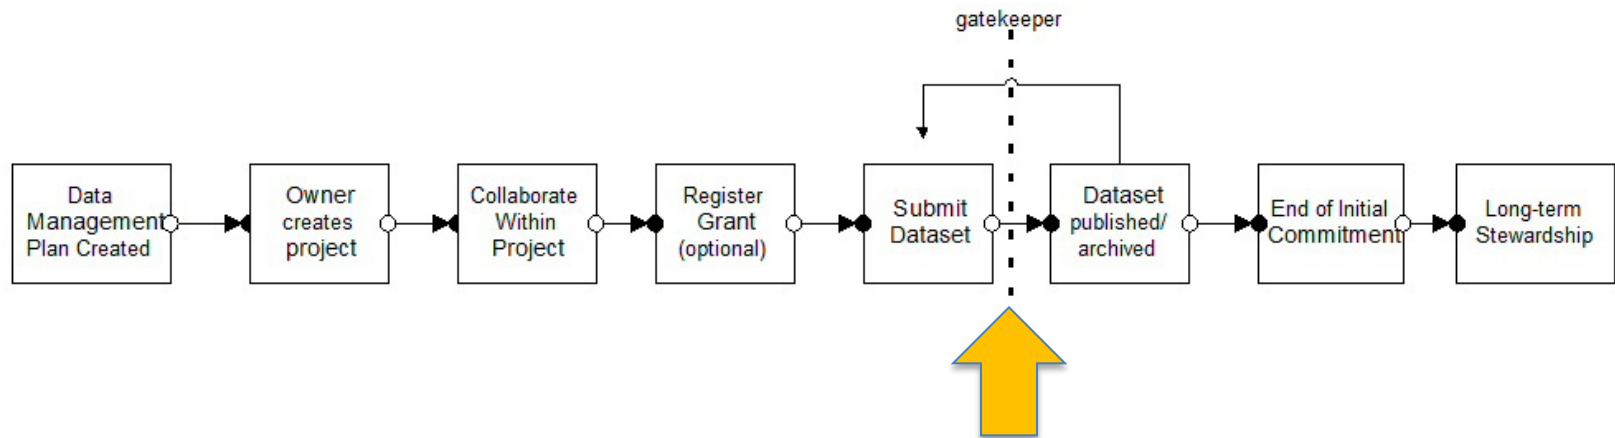 gatekeeper
Data
Management
Plan Created
Owner
creates
project
Collaborate
Within
Project
Register
Grant
(optional)
Submit
Dataset
Dataset
published/
archived
End of Initial
Commitment
Long-term
Stewardship